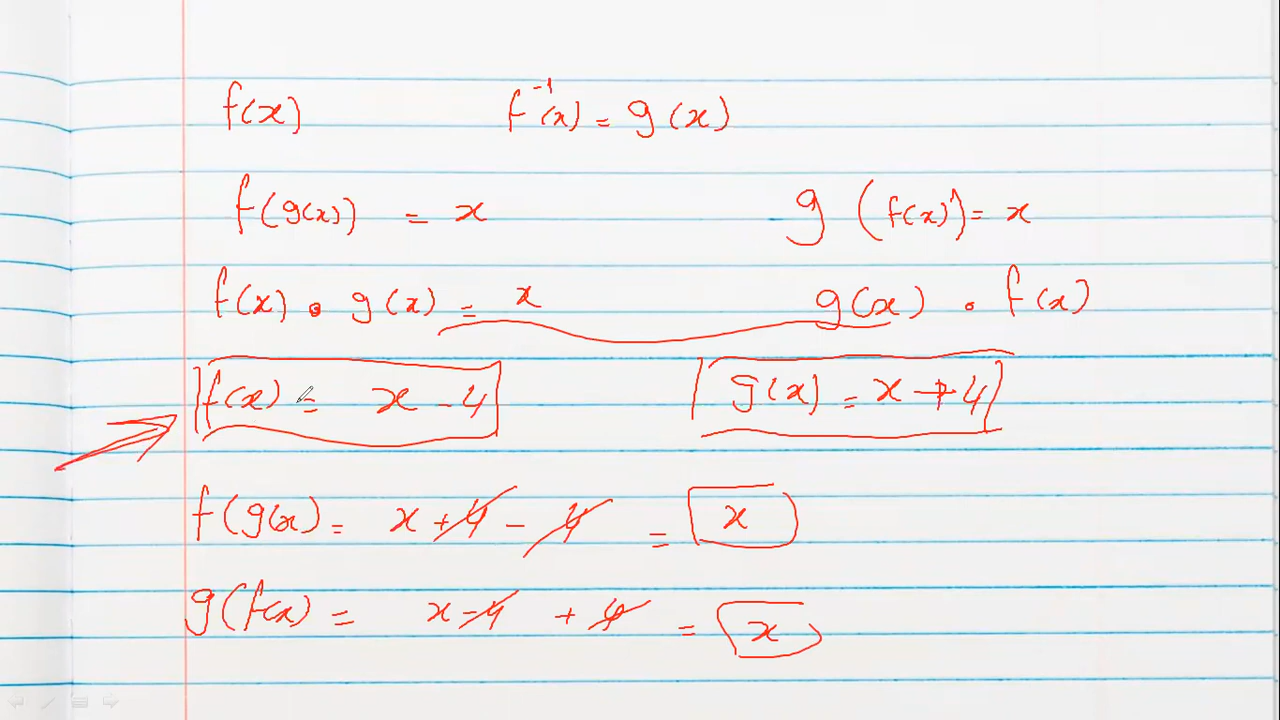 f(x) f⁻¹(x) = g(x)
f(g(x)) = x g(f(x)) = x
f(x) ∘ g(x) = x g(x) ∘ f(x)
f(x) = x - 4 g(x) = x + 4
f(g(x) = x + 4 - 4 = x
g(f(x) = x - 4 + 4 = x